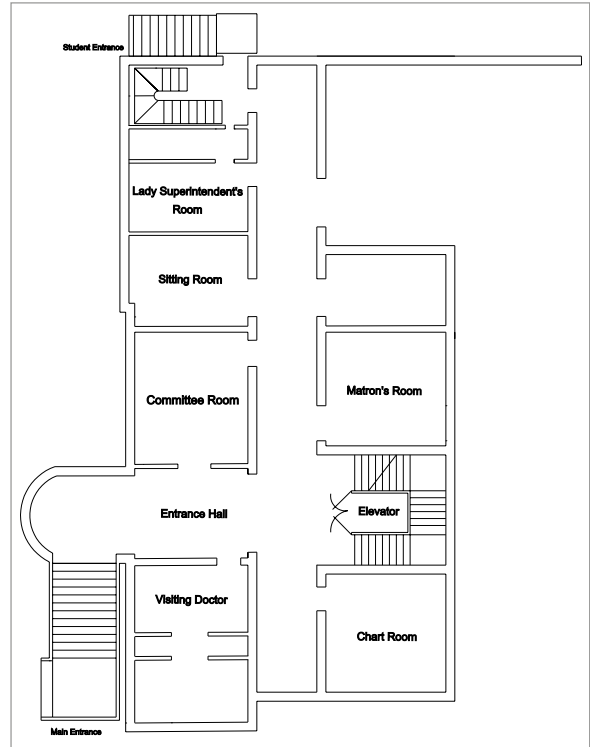 Student Entrance
Lady Superintendent's
Room
Sitting Room
Committee Room
Matron's Room
Entrance Hall
Elevator
Visiting Doctor
Chart Room
Main Entrance